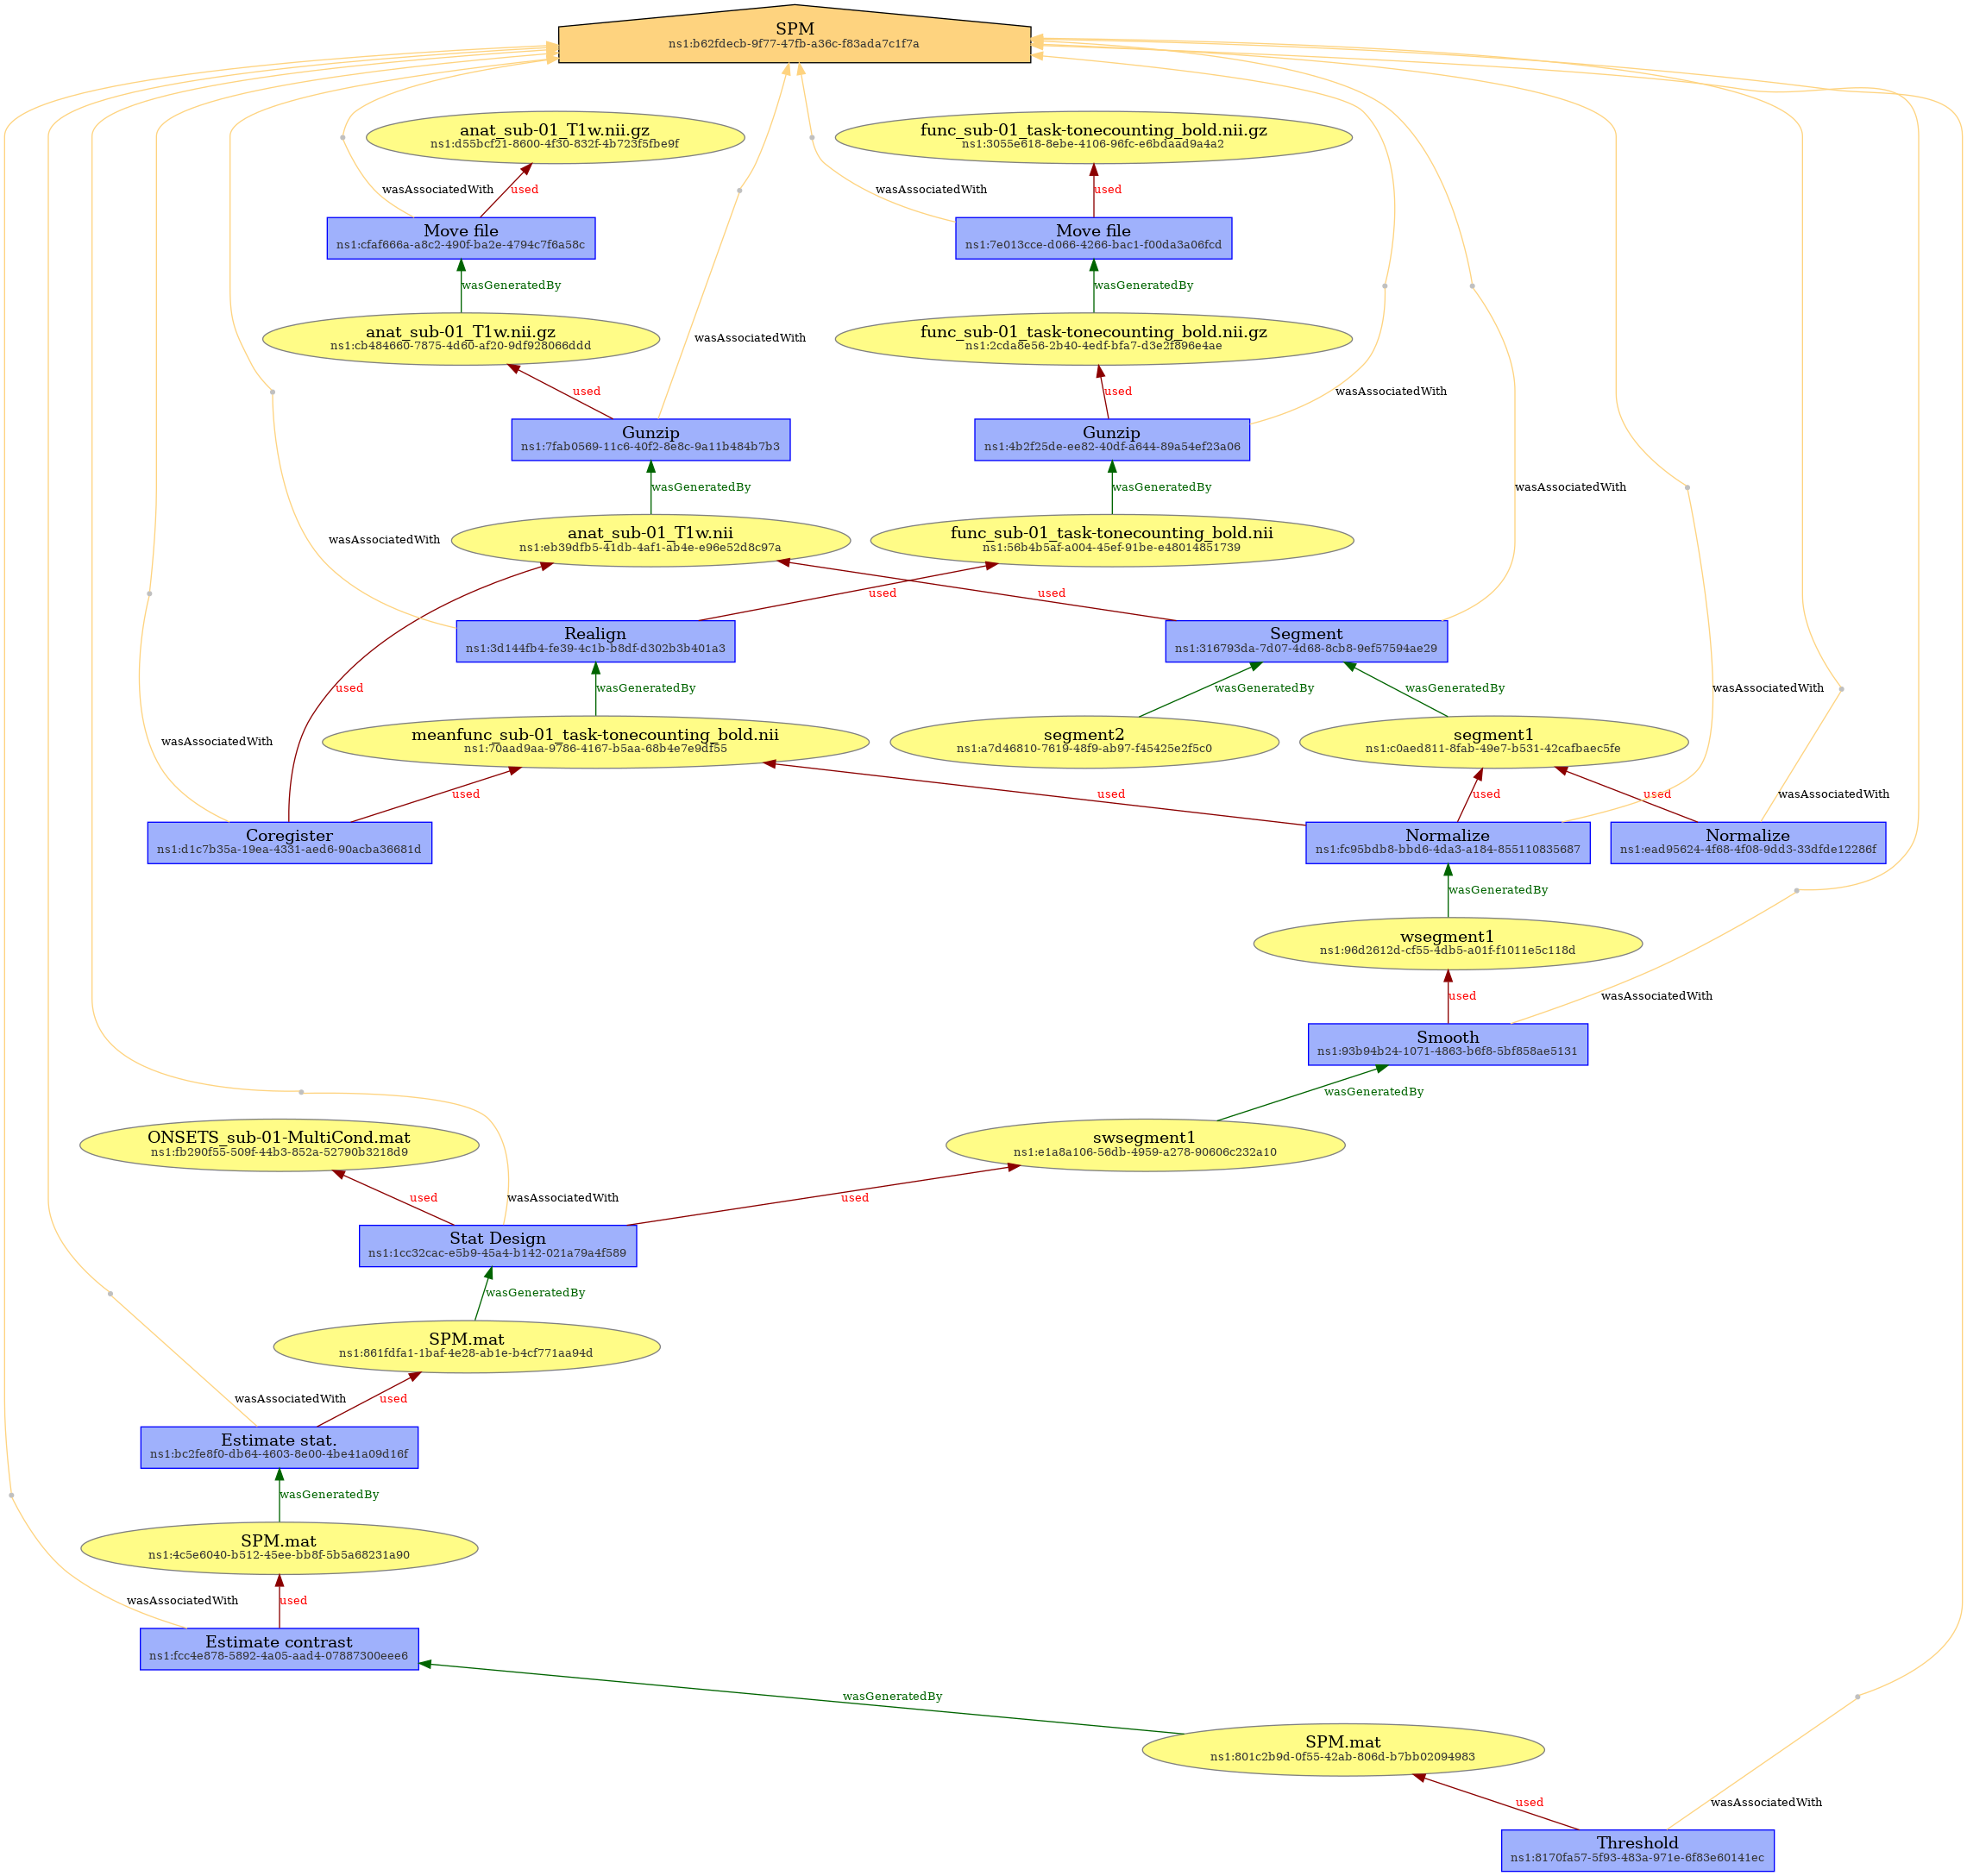 SPM
ns1:b62fdecb-9f77-47fb-a36c-f83ada7c1f7a
anat_sub-01_T1w.nii.gz
ns1:d55bcf21-8600-4f30-832f-4b723f5fbe9f
func_sub-01_task-tonecounting_bold.nii.gz
ns1:3055e618-8ebe-4106-96fc-e6bdaad9a4a2
wasAssociatedWith
used
wasAssociatedWith
used
Move file
ns1:cfaf666a-a8c2-490f-ba2e-4794c7f6a58c
Move file
ns1:7e013cce-d066-4266-bac1-f00da3a06fcd
wasGeneratedBy
wasGeneratedBy
anat_sub-01_T1w.nii.gz
ns1:cb484660-7875-4d60-af20-9df928066ddd
wasAssociatedWith
func_sub-01_task-tonecounting_bold.nii.gz
ns1:2cda8e56-2b40-4edf-bfa7-d3e2f896e4ae
used
used
wasAssociatedWith
Gunzip
ns1:7fab0569-11c6-40f2-8e8c-9a11b484b7b3
Gunzip
ns1:4b2f25de-ee82-40df-a644-89a54ef23a06
wasGeneratedBy
wasGeneratedBy
wasAssociatedWith
wasAssociatedWith
anat_sub-01_T1w.nii
ns1:eb39dfb5-41db-4af1-ab4e-e96e52d8c97a
func_sub-01_task-tonecounting_bold.nii
ns1:56b4b5af-a004-45ef-91be-e48014851739
used
used
Realign
ns1:3d144fb4-fe39-4c1b-b8df-d302b3b401a3
Segment
ns1:316793da-7d07-4d68-8cb8-9ef57594ae29
used
wasGeneratedBy
wasGeneratedBy
wasGeneratedBy
wasAssociatedWith
wasAssociatedWith
meanfunc_sub-01_task-tonecounting_bold.nii
ns1:70aad9aa-9786-4167-b5aa-68b4e7e9df55
segment2
ns1:a7d46810-7619-48f9-ab97-f45425e2f5c0
segment1
ns1:c0aed811-8fab-49e7-b531-42cafbaec5fe
used
used
used
used
wasAssociatedWith
Coregister
ns1:d1c7b35a-19ea-4331-aed6-90acba36681d
Normalize
ns1:fc95bdb8-bbd6-4da3-a184-855110835687
Normalize
ns1:ead95624-4f68-4f08-9dd3-33dfde12286f
wasGeneratedBy
wsegment1
ns1:96d2612d-cf55-4db5-a01f-f1011e5c118d
used
wasAssociatedWith
Smooth
ns1:93b94b24-1071-4863-b6f8-5bf858ae5131
wasGeneratedBy
ONSETS_sub-01-MultiCond.mat
ns1:fb290f55-509f-44b3-852a-52790b3218d9
swsegment1
ns1:e1a8a106-56db-4959-a278-90606c232a10
used
wasAssociatedWith
used
Stat Design
ns1:1cc32cac-e5b9-45a4-b142-021a79a4f589
wasGeneratedBy
SPM.mat
ns1:861fdfa1-1baf-4e28-ab1e-b4cf771aa94d
wasAssociatedWith
used
Estimate stat.
ns1:bc2fe8f0-db64-4603-8e00-4be41a09d16f
wasGeneratedBy
SPM.mat
ns1:4c5e6040-b512-45ee-bb8f-5b5a68231a90
wasAssociatedWith
used
Estimate contrast
ns1:fcc4e878-5892-4a05-aad4-07887300eee6
wasGeneratedBy
SPM.mat
ns1:801c2b9d-0f55-42ab-806d-b7bb02094983
used
wasAssociatedWith
Threshold
ns1:8170fa57-5f93-483a-971e-6f83e60141ec